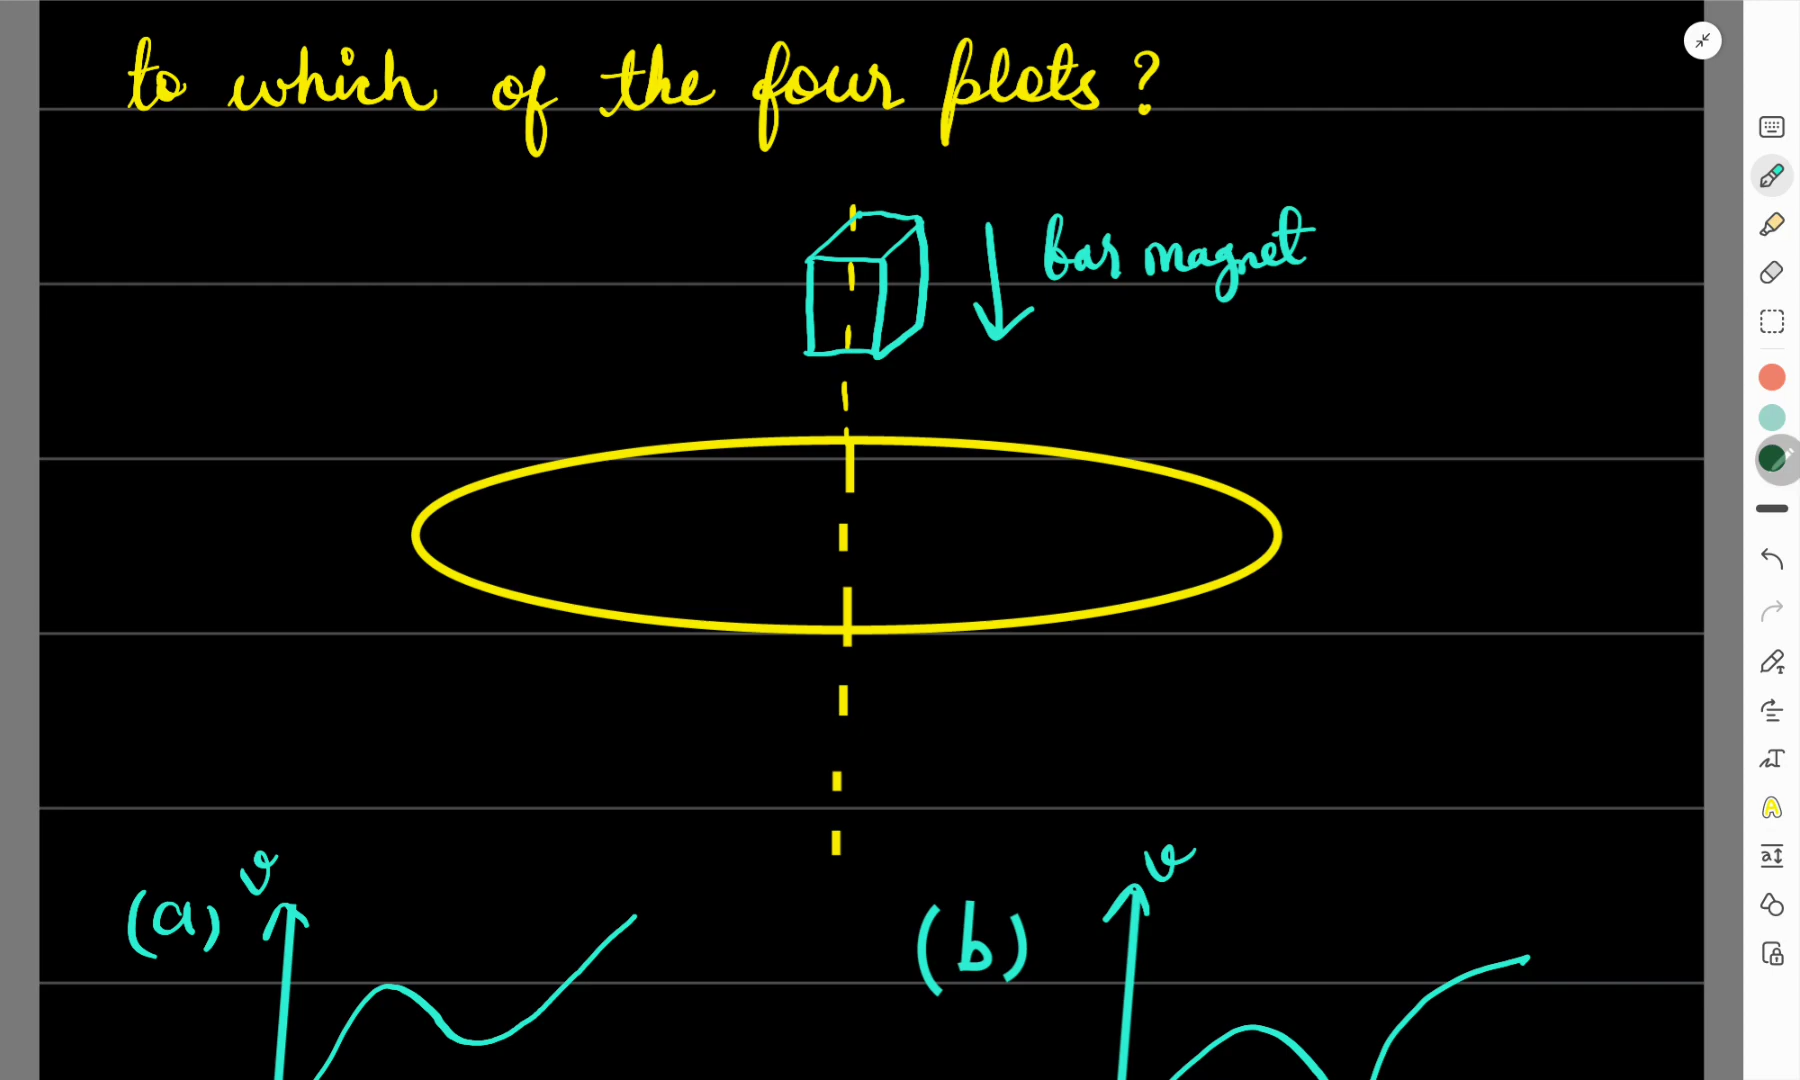 to which of the four plots?
bar magnet
(a) v
(b) v